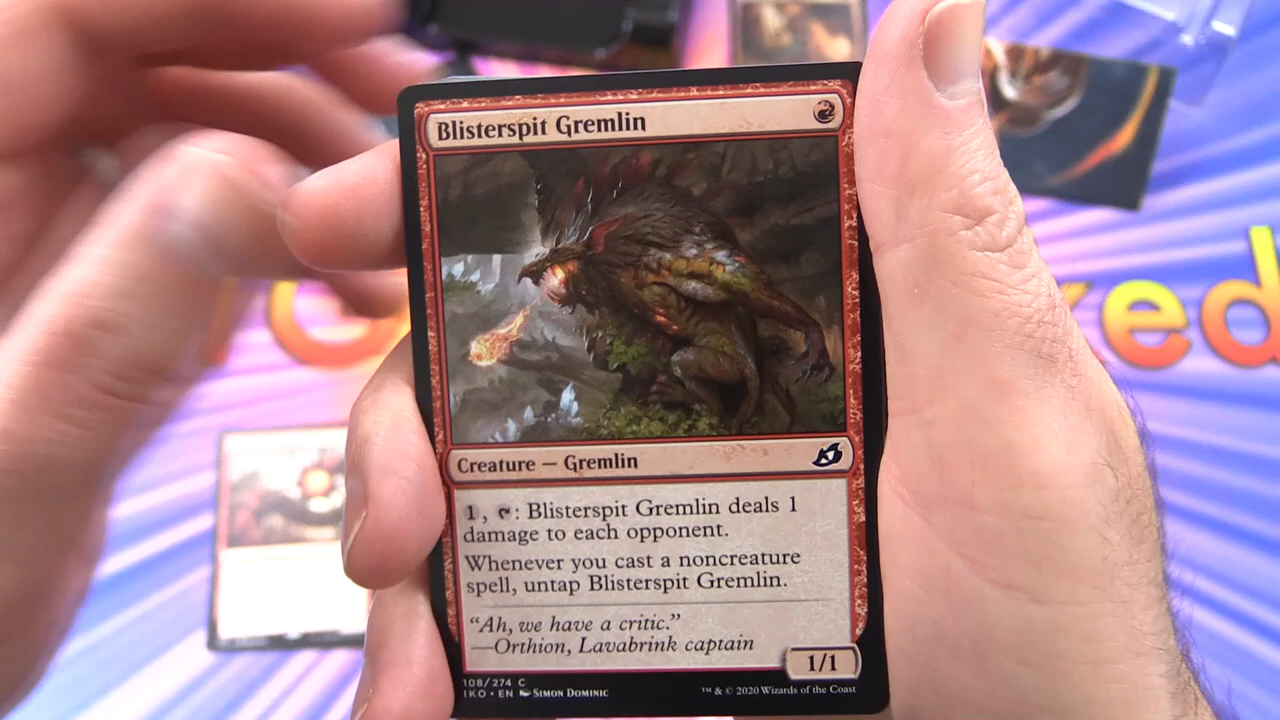 Blisterspit Gremlin
Creature — Gremlin
1, : Blisterspit Gremlin deals 1
damage to each opponent.
Whenever you cast a noncreature
spell, untap Blisterspit Gremlin.
“Ah, we have a critic.”
—Orthion, Lavabrink captain
1/1
108/274 C
IKO • EN Simon Dominic
™ & © 2020 Wizards of the Coast